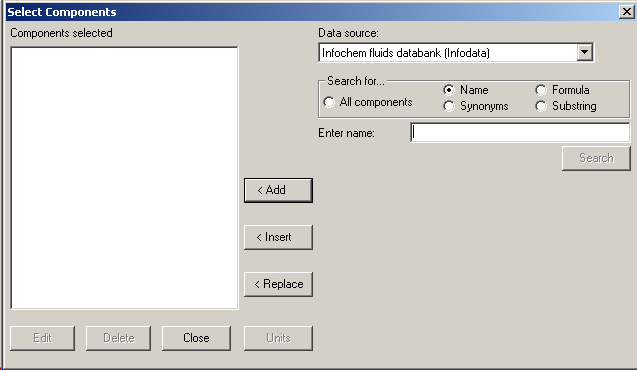 Select Components
Components selected
Data source:
Infochem fluids databank (Infodata)
Search for...
All components
Name
Formula
Synonyms
Substring
Enter name:
Search
< Add
< Insert
< Replace
Edit
Delete
Close
Units